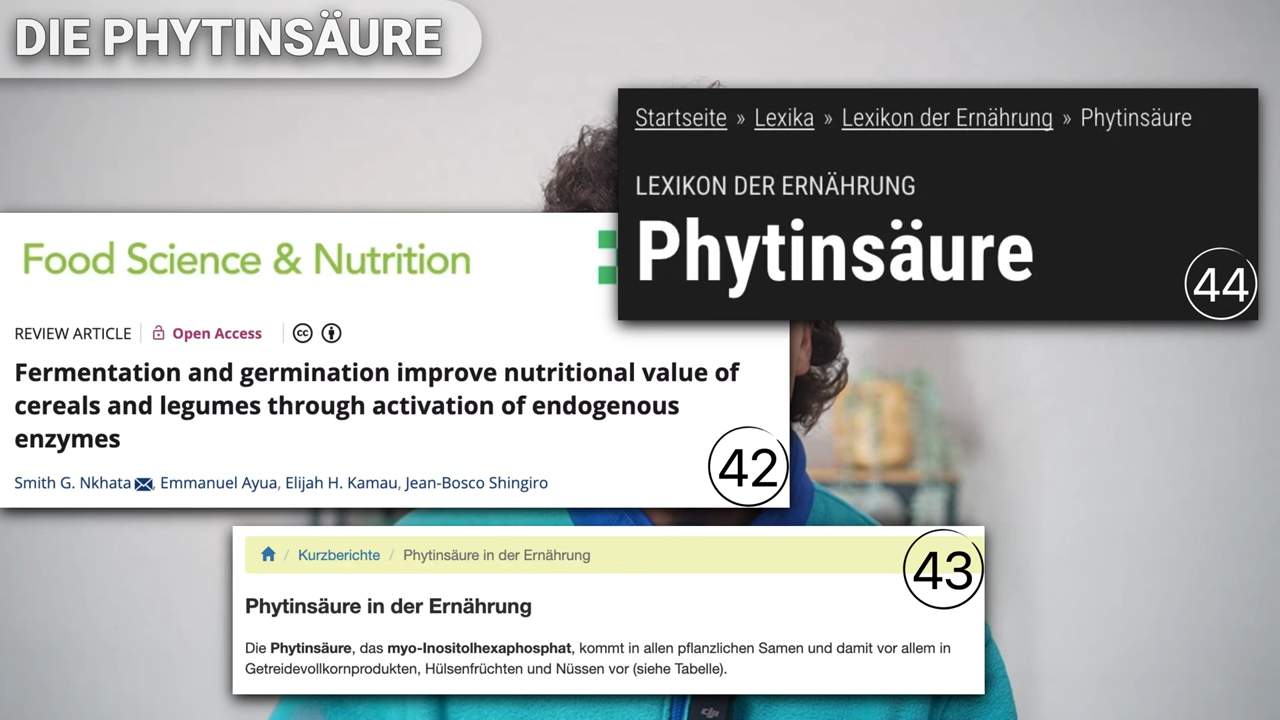 DIE PHYTINSÄURE
Startseite » Lexika » Lexikon der Ernährung » Phytinsäure
LEXIKON DER ERNÄHRUNG
Phytinsäure
44
Food Science & Nutrition
REVIEW ARTICLE Open Access
Fermentation and germination improve nutritional value of
cereals and legumes through activation of endogenous
enzymes
Smith G. Nkhata, Emmanuel Ayua, Elijah H. Kamau, Jean-Bosco Shingiro
42
/ Kurzberichte / Phytinsäure in der Ernährung
43
Phytinsäure in der Ernährung
Die Phytinsäure, das myo-Inositolhexaphosphat, kommt in allen pflanzlichen Samen und damit vor allem in
Getreidevollkornprodukten, Hülsenfrüchten und Nüssen vor (siehe Tabelle).
dji